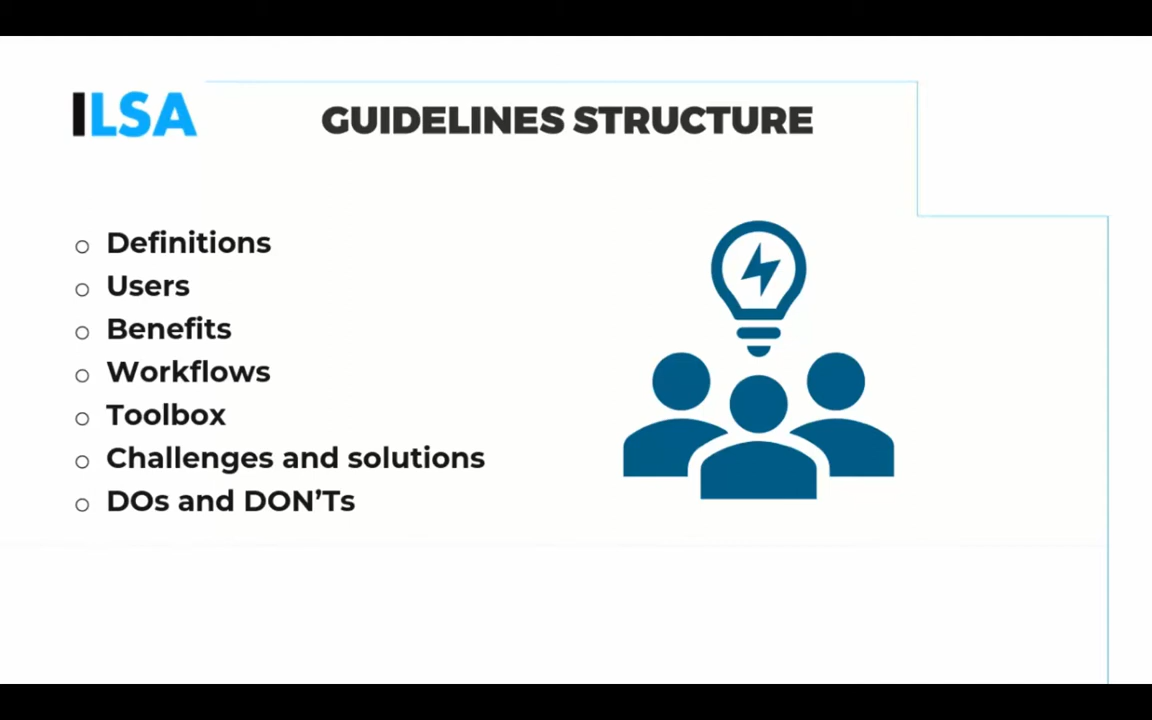 ILSA
GUIDELINES STRUCTURE
Definitions
Users
Benefits
Workflows
Toolbox
Challenges and solutions
DOs and DON’Ts